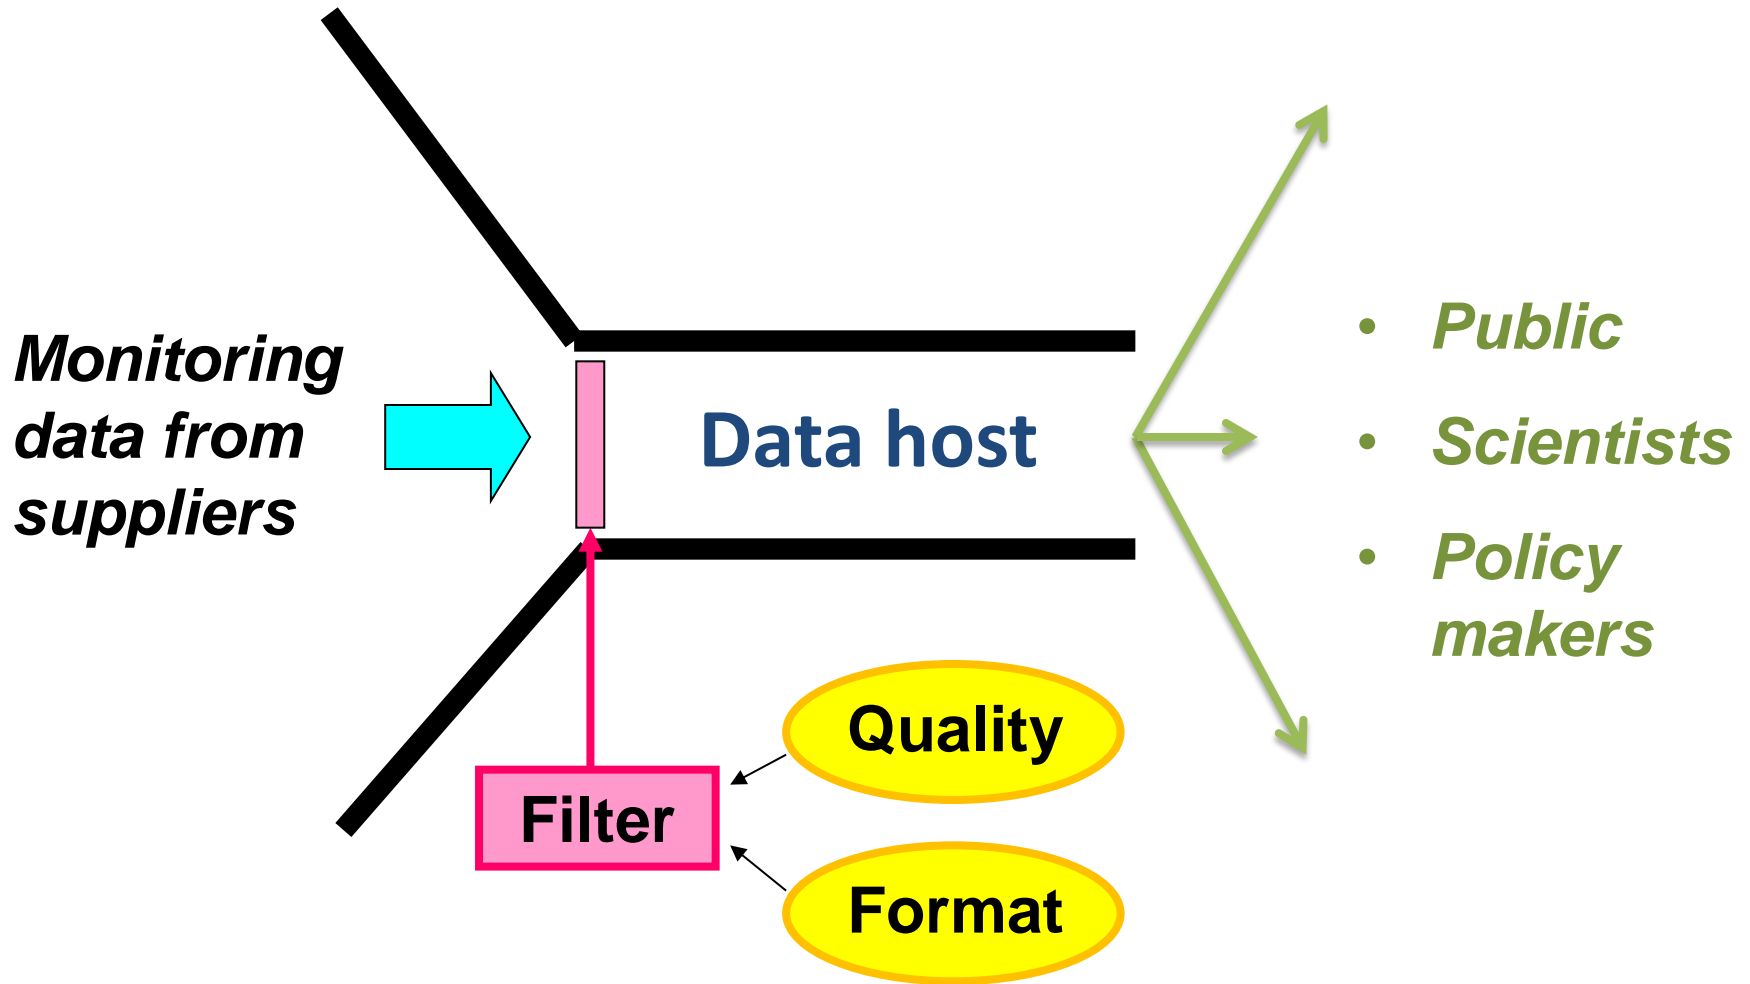 Monitoring
data from
suppliers
Data host
• Public
• Scientists
• Policy
makers
Quality
Filter
Format